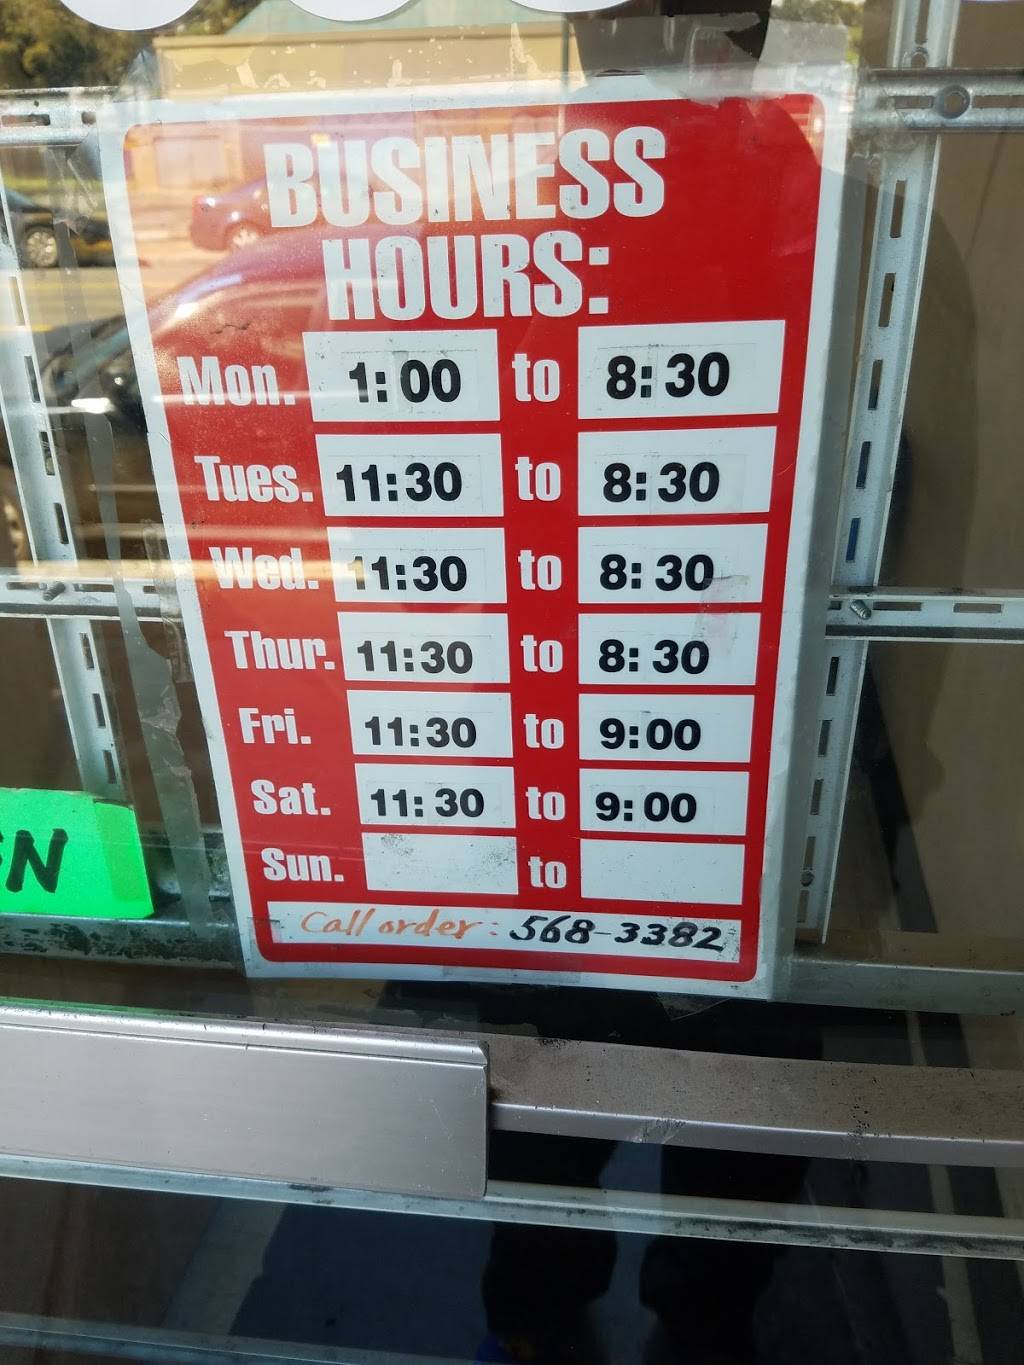 BUSINESS
HOURS:
Mon. 1:00 to 8:30
Tues. 11:30 to 8:30
Wed. 11:30 to 8:30
Thur. 11:30 to 8:30
Fri. 11:30 to 9:00
Sat. 11:30 to 9:00
Sun. to
Call order: 568-3382